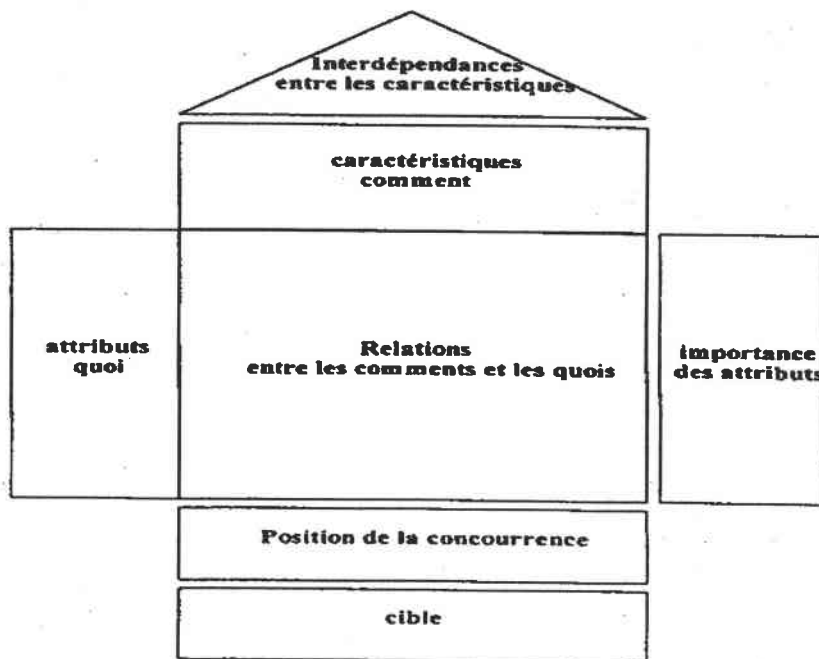 Interdépendances
entre les caractéristiques
caractéristiques
comment
attributs
quoi
Relations
entre les comments et les quois
importance
des attributs
Position de la concourrence
cible